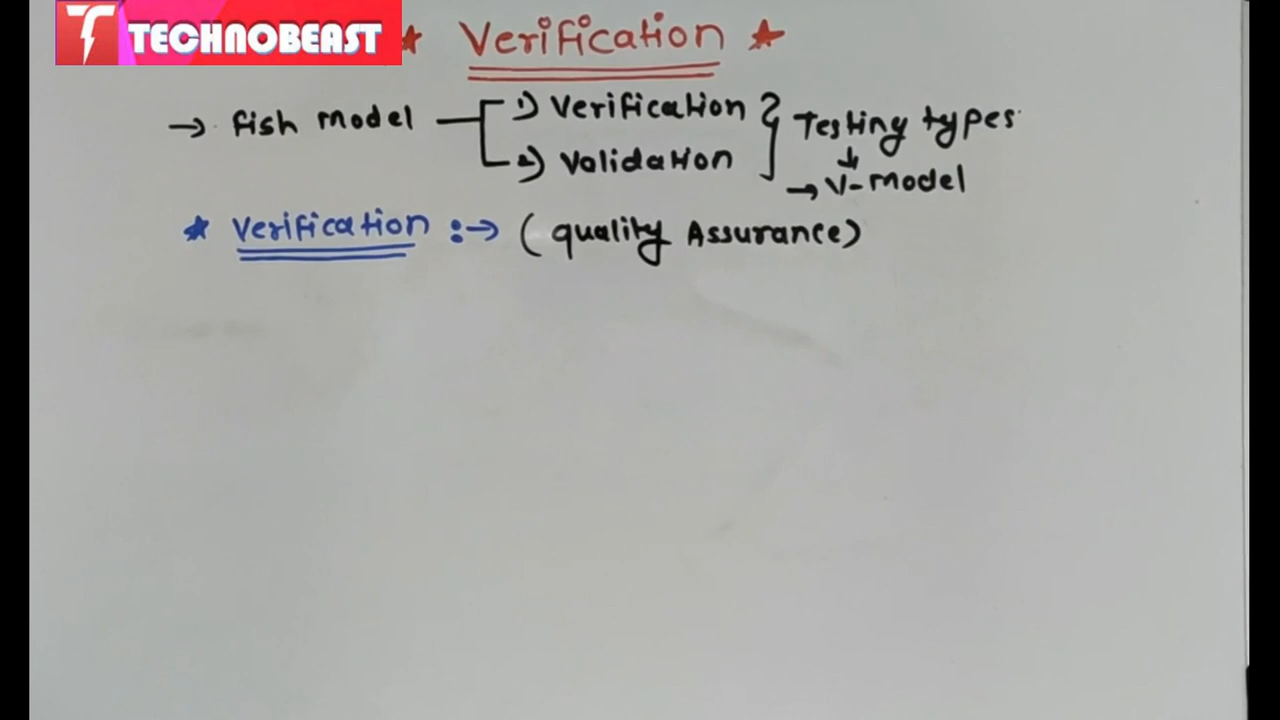 TECHNOBEAST
★ Verification ★
→ Fish Model 1) Verification } Testing types
2) Validation → V-Model
★ Verification :→ (quality Assurance)